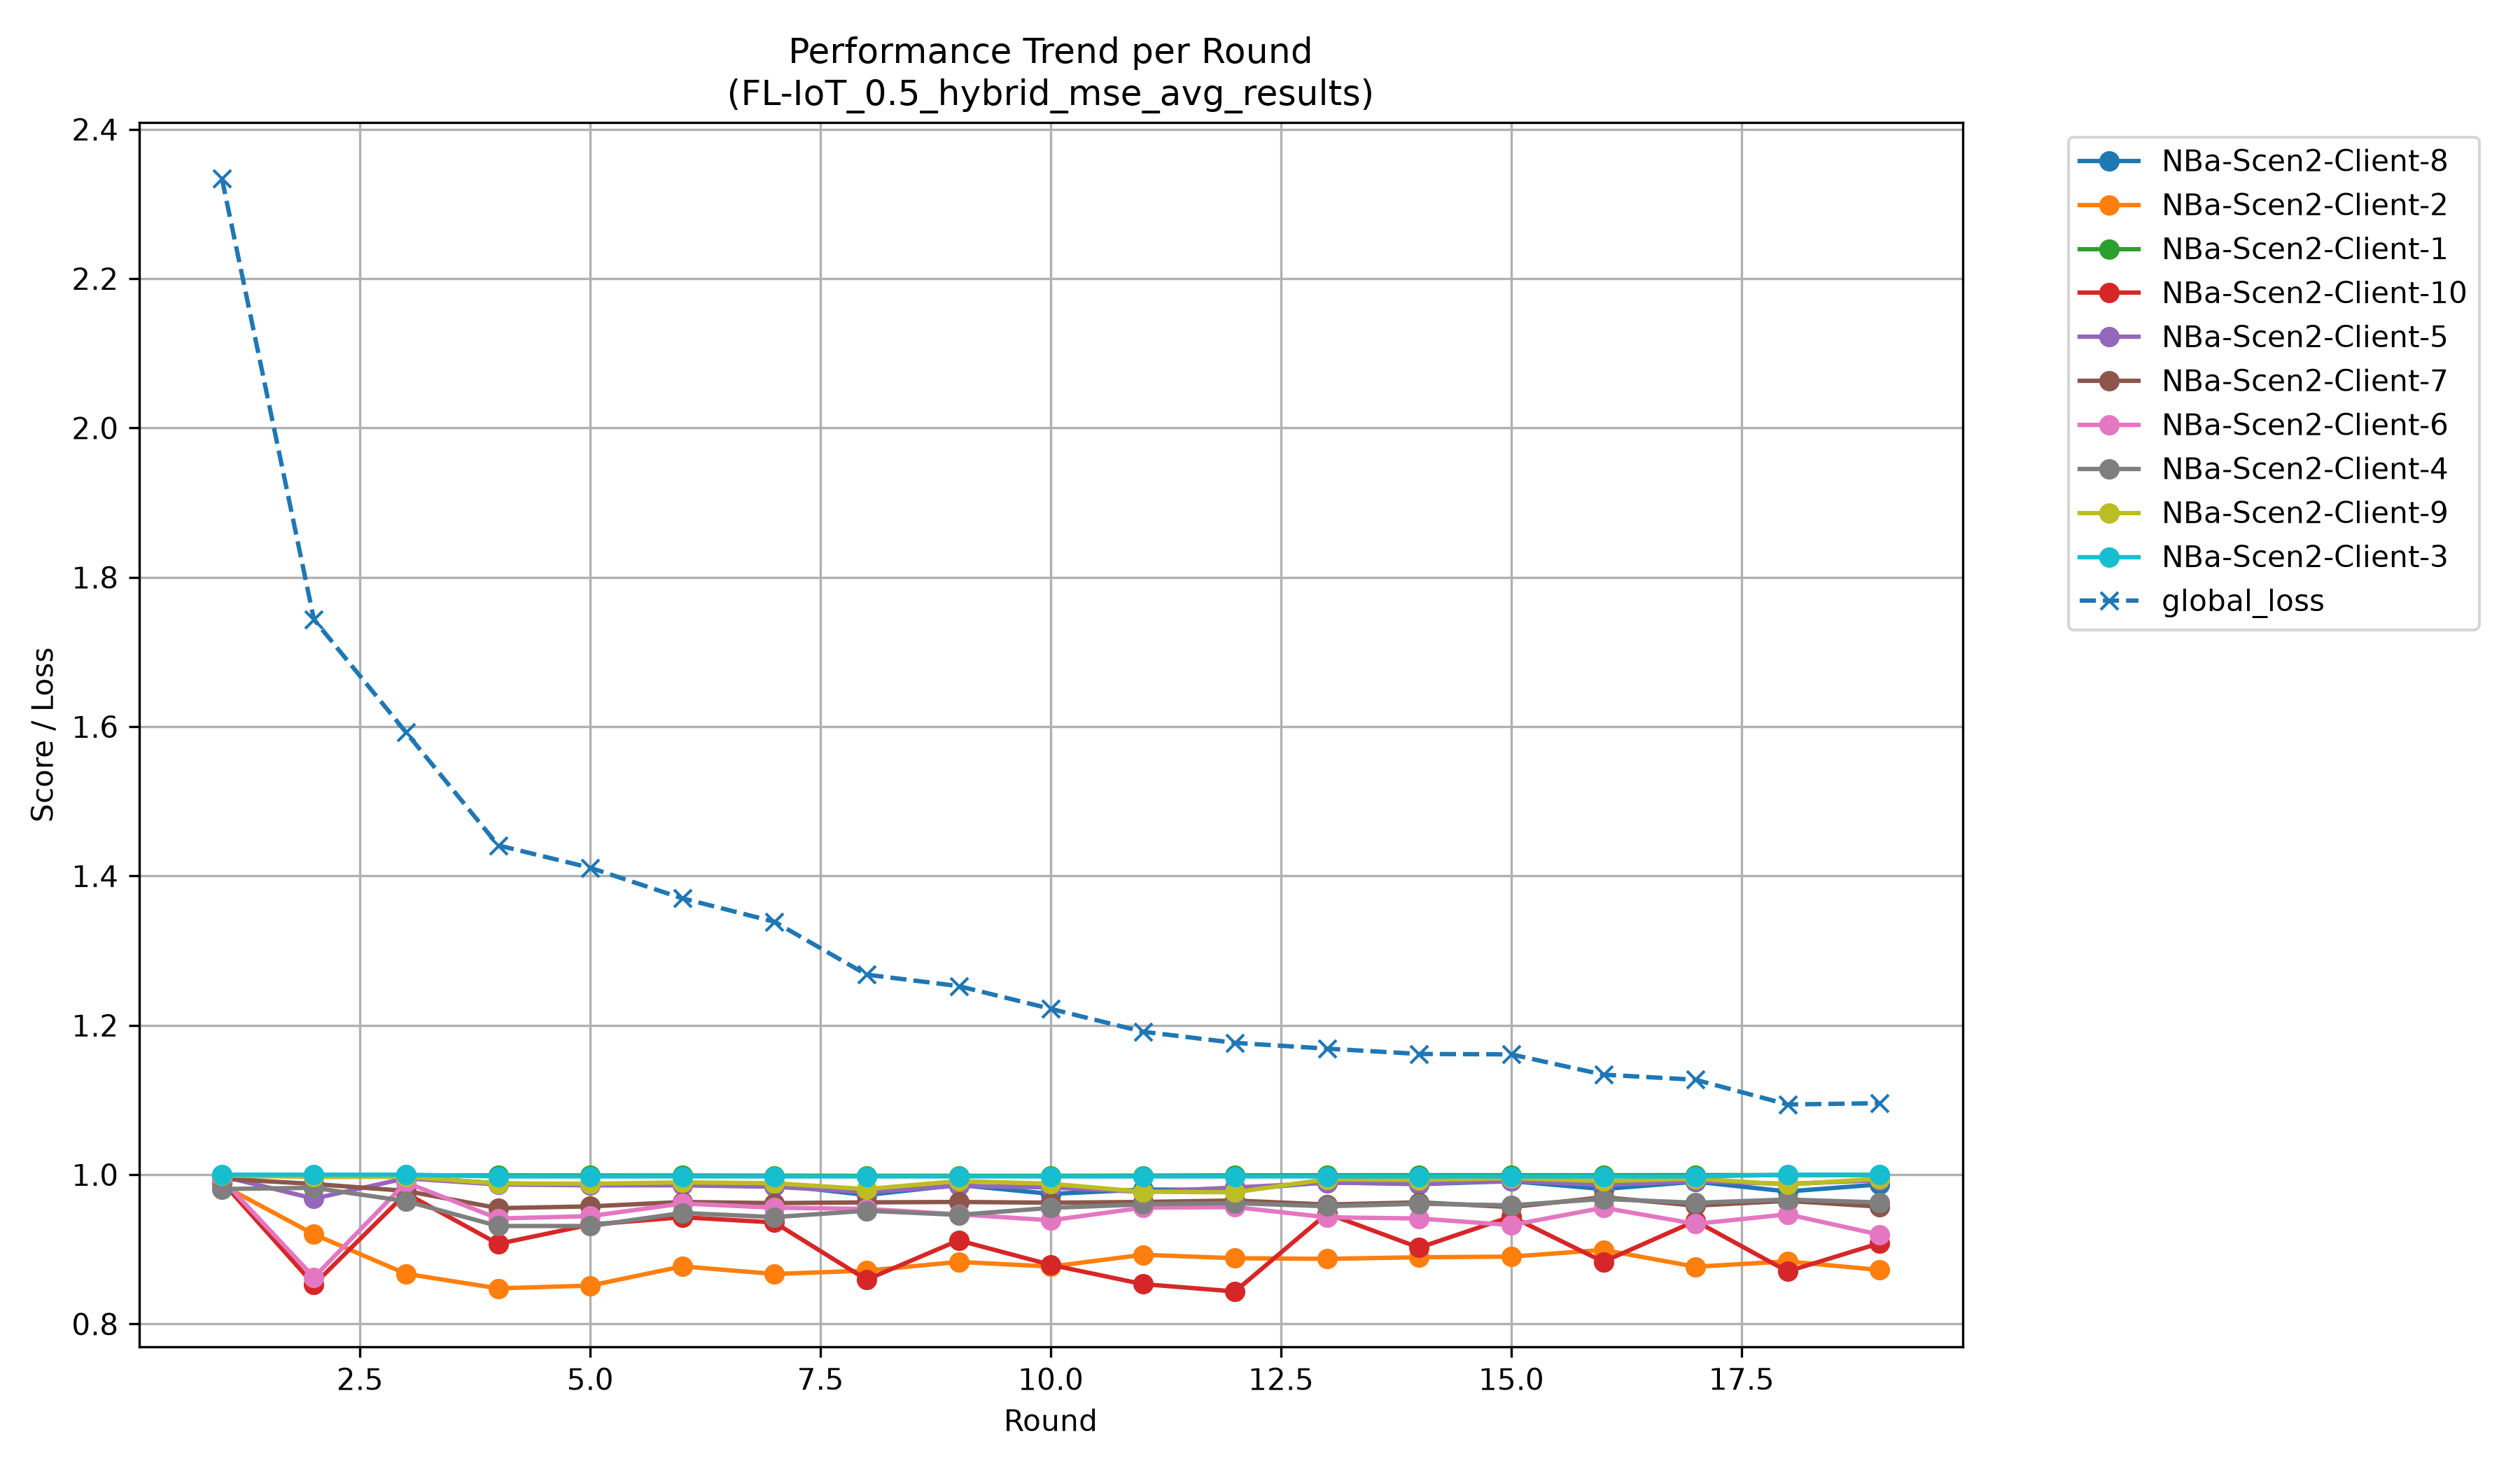 Performance Trend per Round
(FL-IoT_0.5_hybrid_mse_avg_results)
2.4
2.2
2.0
1.8
1.6
1.4
1.2
1.0
0.8
Score / Loss
2.5
5.0
7.5
10.0
12.5
15.0
17.5
Round
NBa-Scen2-Client-8
NBa-Scen2-Client-2
NBa-Scen2-Client-1
NBa-Scen2-Client-10
NBa-Scen2-Client-5
NBa-Scen2-Client-7
NBa-Scen2-Client-6
NBa-Scen2-Client-4
NBa-Scen2-Client-9
NBa-Scen2-Client-3
global_loss